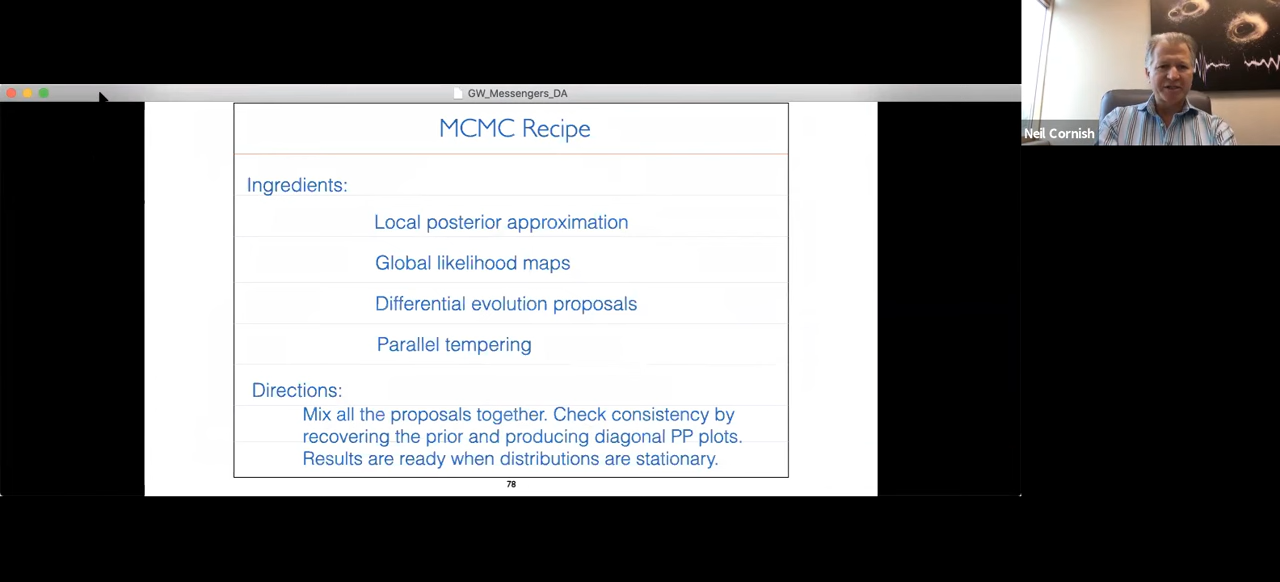 GW_Messengers_DA
MCMC Recipe
Ingredients:
Local posterior approximation
Global likelihood maps
Differential evolution proposals
Parallel tempering
Directions:
Mix all the proposals together. Check consistency by
recovering the prior and producing diagonal PP plots.
Results are ready when distributions are stationary.
78
Neil Cornish